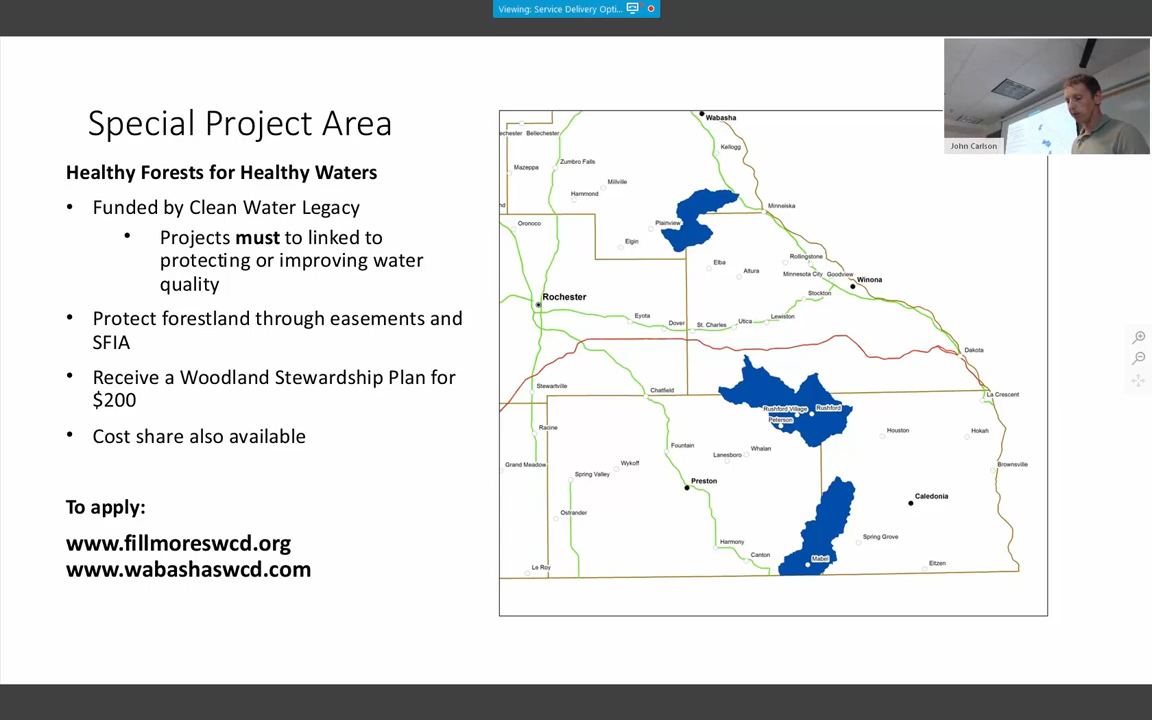 Viewing: Service Delivery Opti...
John Carlson
Special Project Area
Healthy Forests for Healthy Waters
• Funded by Clean Water Legacy
• Projects must to linked to
protecting or improving water
quality
• Protect forestland through easements and
SFIA
• Receive a Woodland Stewardship Plan for
$200
• Cost share also available
To apply:
www.fillmoreswcd.org
www.wabashaswcd.com
Wabasha
Bellechester
Kellogg
Zumbro Falls
Mazeppa
Millville
Hammond
Minneiska
Plainview
Oronoco
Elgin
Rollingstone
Elba
Altura
Minnesota City
Goodview
Winona
Stockton
Rochester
Eyota
Dover
St. Charles
Utica
Lewiston
Dakota
Stewartville
Chatfield
La Crescent
Rushford Village
Rushford
Peterson
Racine
Houston
Hokah
Fountain
Lanesboro
Whalan
Grand Meadow
Wykoff
Spring Valley
Brownsville
Preston
Caledonia
Ostrander
Harmony
Spring Grove
Canton
Mabel
Eitzen
Le Roy